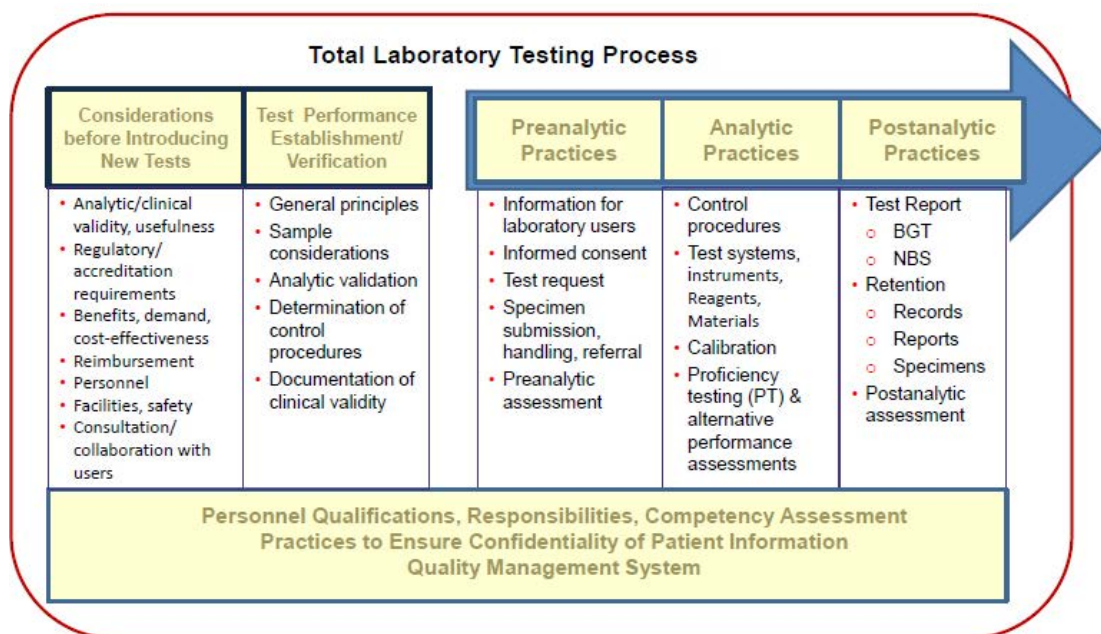 Total Laboratory Testing Process
Considerations
before Introducing
New Tests
• Analytic/clinical
validity, usefulness
• Regulatory/
accreditation
requirements
• Benefits, demand,
cost-effectiveness
• Reimbursement
• Personnel
• Facilities, safety
• Consultation/
collaboration with
users
Test Performance
Establishment/
Verification
• General principles
• Sample
considerations
• Analytic validation
• Determination of
control
procedures
• Documentation of
clinical validity
Preanalytic
Practices
• Information for
laboratory users
• Informed consent
• Test request
• Specimen
submission,
handling, referral
• Preanalytic
assessment
Analytic
Practices
• Control
procedures
• Test systems,
instruments,
Reagents,
Materials
• Calibration
• Proficiency
testing (PT) &
alternative
performance
assessments
Postanalytic
Practices
• Test Report
o BGT
o NBS
• Retention
o Records
o Reports
o Specimens
• Postanalytic
assessment
Personnel Qualifications, Responsibilities, Competency Assessment
Practices to Ensure Confidentiality of Patient Information
Quality Management System